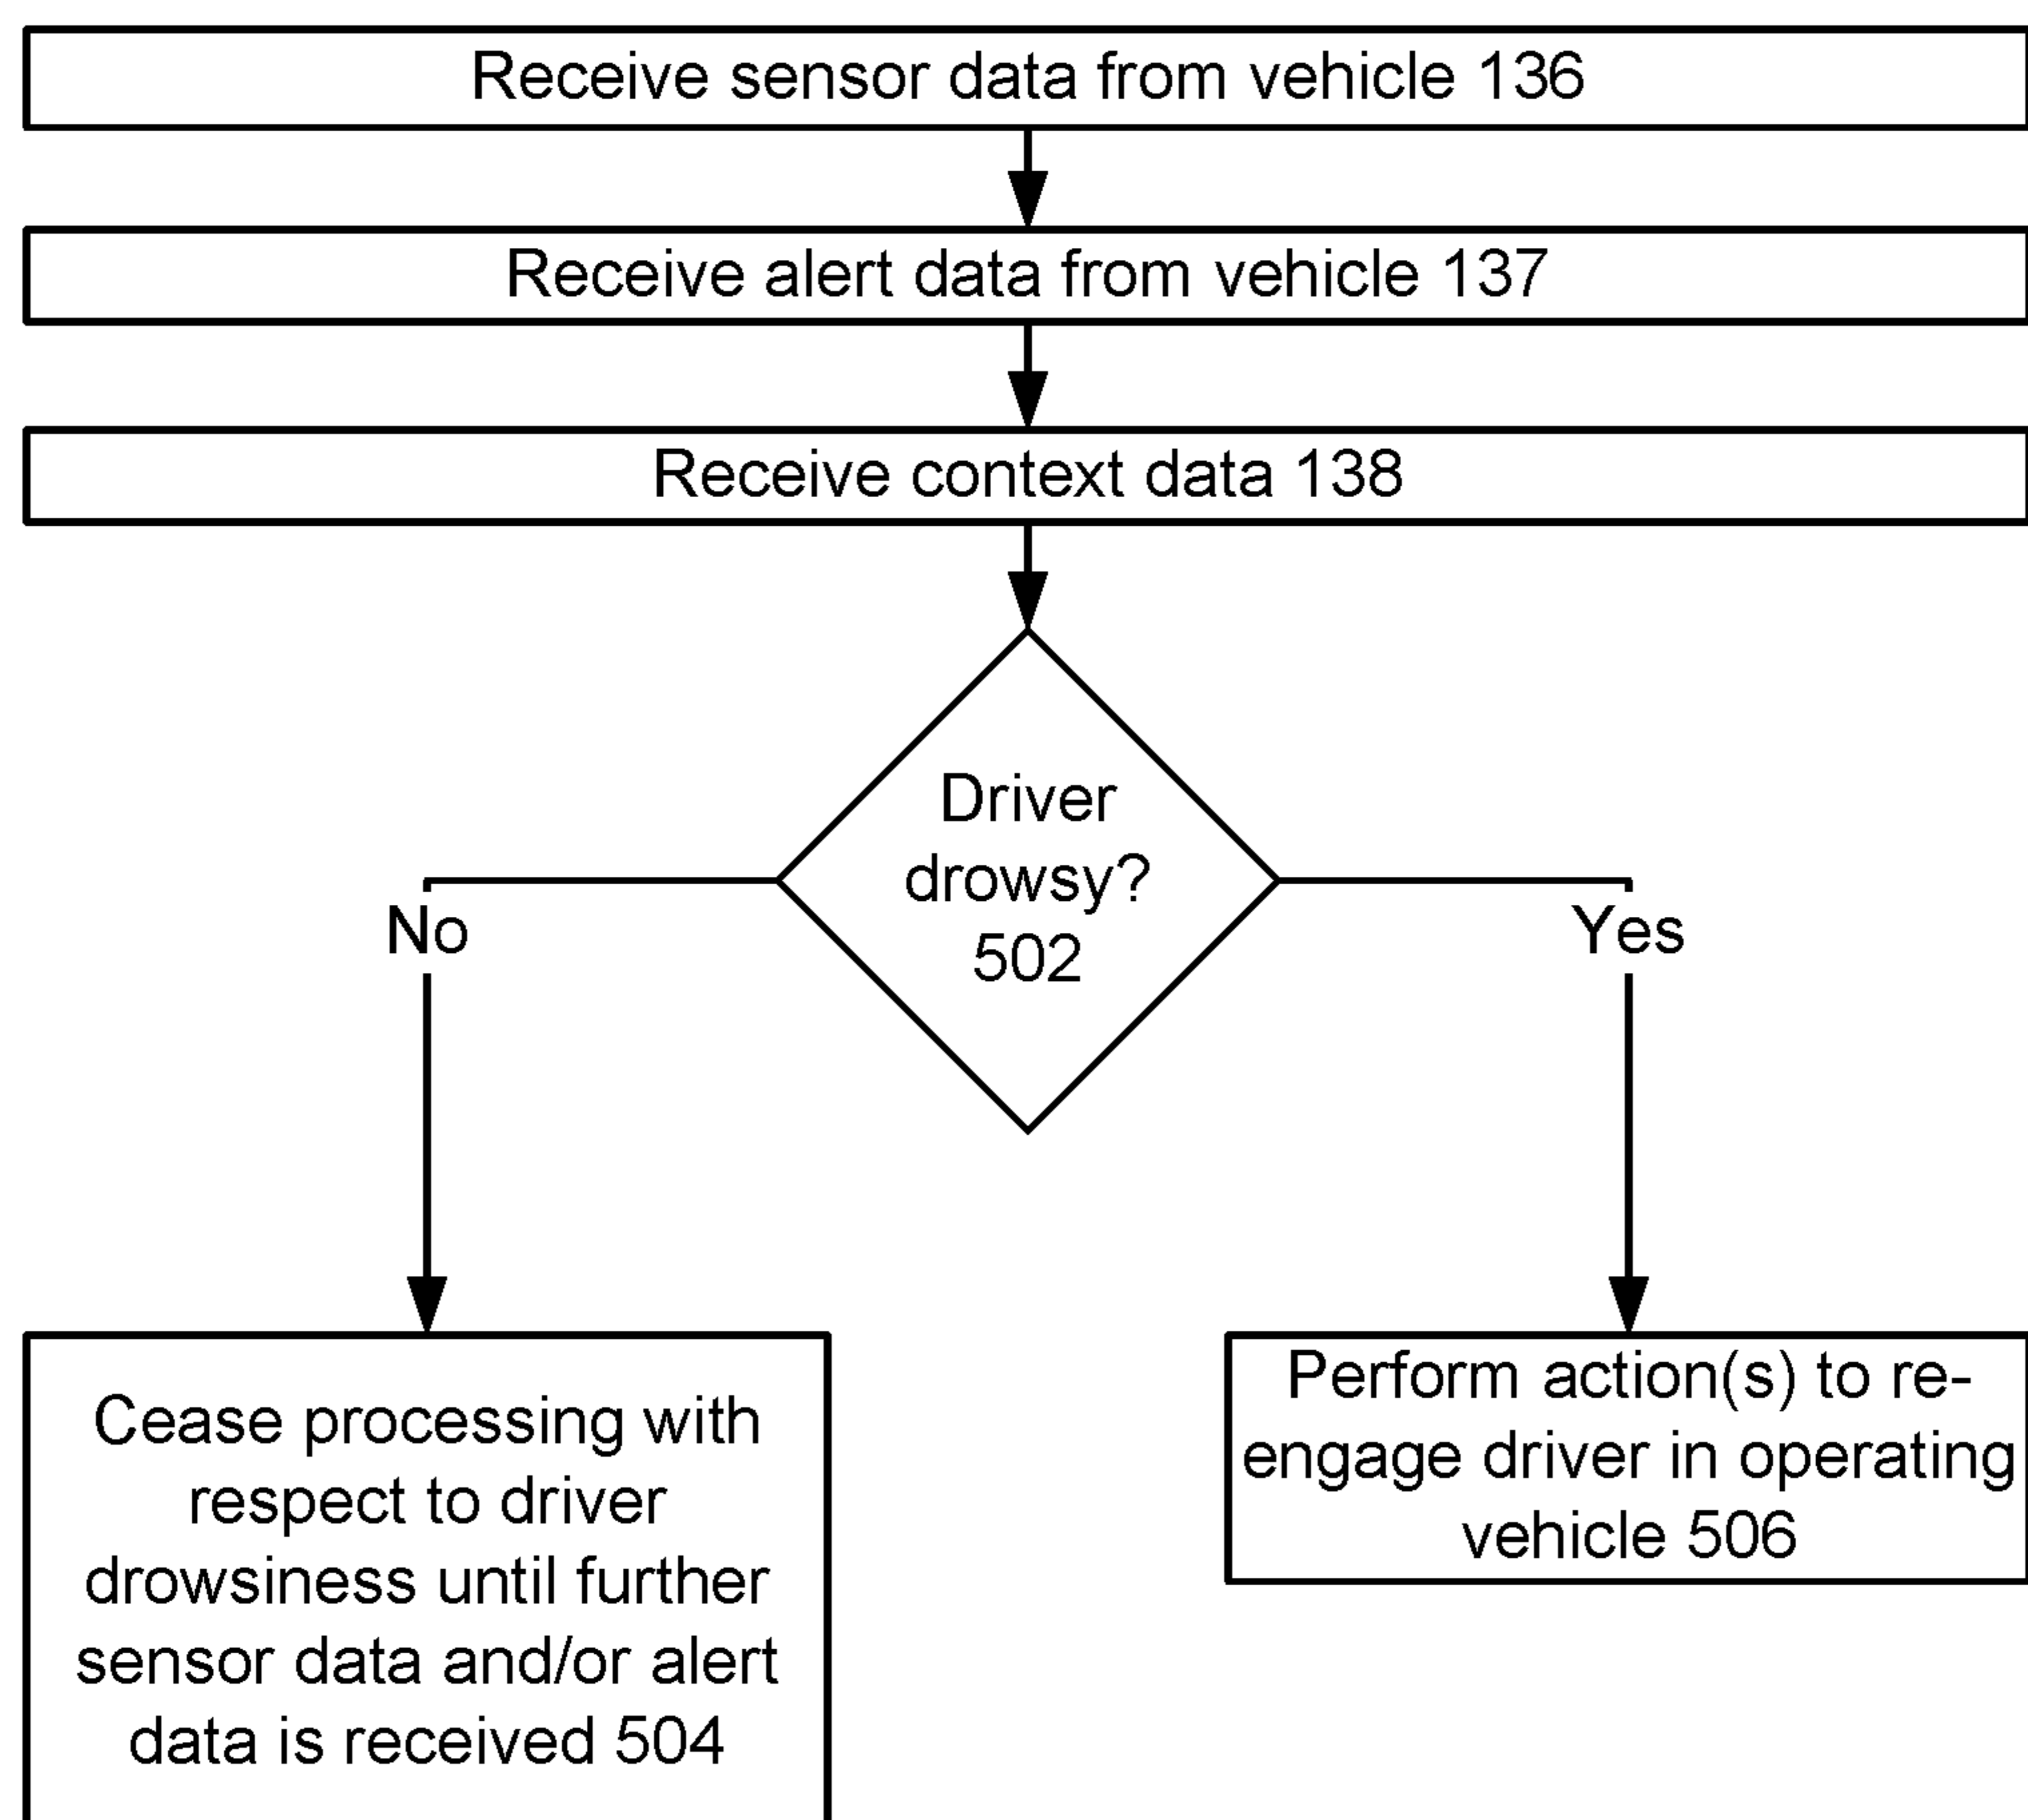 Receive sensor data from vehicle 136
Receive alert data from vehicle 137
Receive context data 138
Driver
drowsy?
502
No
Yes
Cease processing with
respect to driver
drowsiness until further
sensor data and/or alert
data is received 504
Perform action(s) to re-
engage driver in operating
vehicle 506